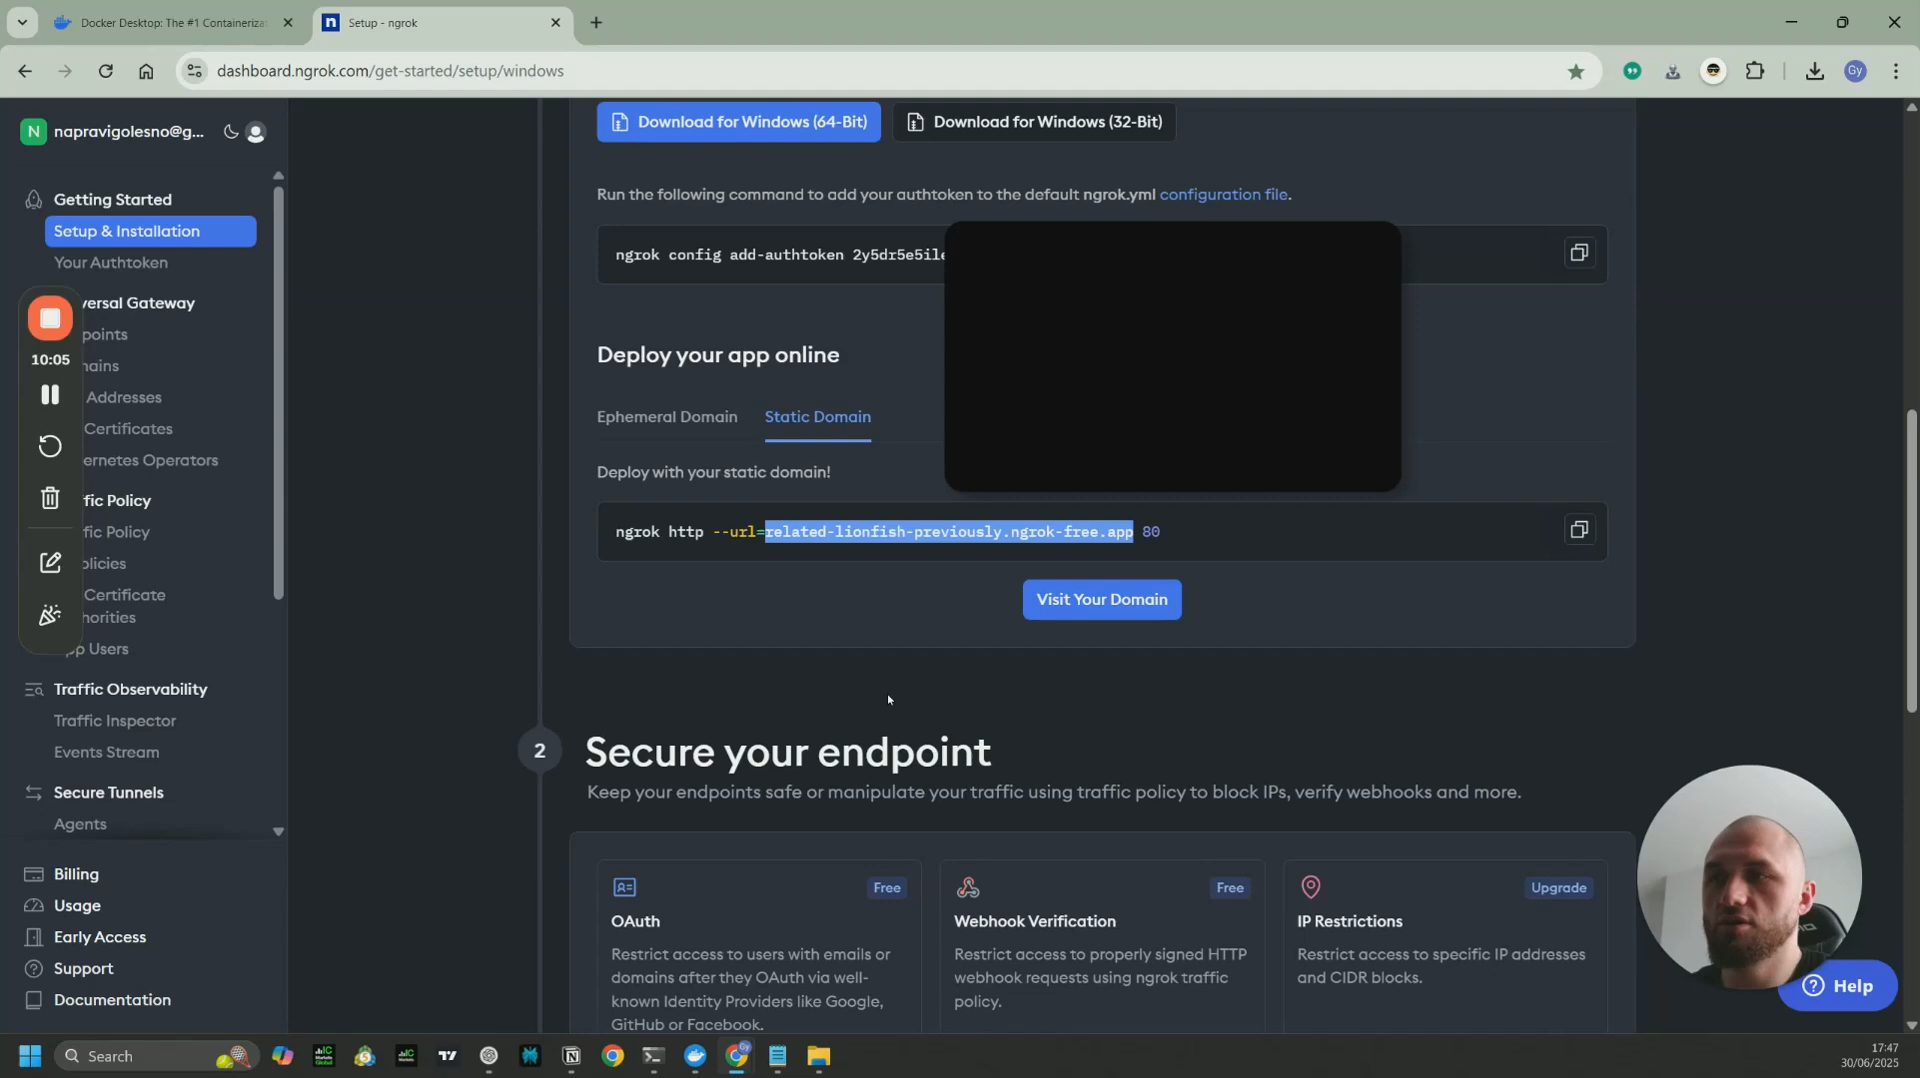 Docker Desktop: The #1 Containeriza
Setup - ngrok
dashboard.ngrok.com/get-started/setup/windows
Gy
N
napravigolesno@g...
Download for Windows (64-Bit)
Download for Windows (32-Bit)
Getting Started
Setup & Installation
Your Authtoken
versal Gateway
points
ains
Addresses
Certificates
ernetes Operators
ffic Policy
ffic Policy
olicies
Certificate
horities
pp Users
Traffic Observability
Traffic Inspector
Events Stream
Secure Tunnels
Agents
Billing
Usage
Early Access
Support
Documentation
10:05
Run the following command to add your authtoken to the default ngrok.yml configuration file.
ngrok config add-authtoken 2y5dr5e5ile
Deploy your app online
Ephemeral Domain
Static Domain
Deploy with your static domain!
ngrok http --url=related-lionfish-previously.ngrok-free.app 80
Visit Your Domain
2
Secure your endpoint
Keep your endpoints safe or manipulate your traffic using traffic policy to block IPs, verify webhooks and more.
Free
OAuth
Restrict access to users with emails or
domains after they OAuth via well-
known Identity Providers like Google,
GitHub or Facebook.
Free
Webhook Verification
Restrict access to properly signed HTTP
webhook requests using ngrok traffic
policy.
Upgrade
IP Restrictions
Restrict access to specific IP addresses
and CIDR blocks.
Help
Search
17:47
30/06/2025